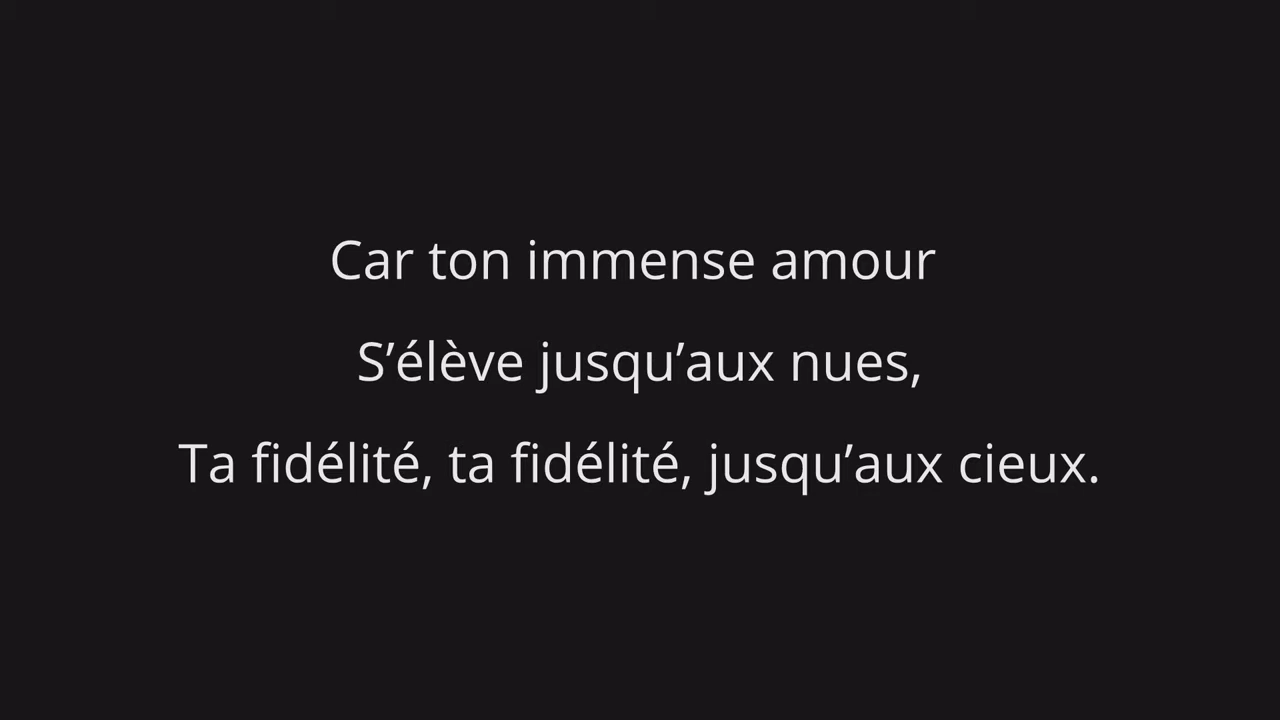 Car ton immense amour
S’élève jusqu’aux nues,
Ta fidélité, ta fidélité, jusqu’aux cieux.